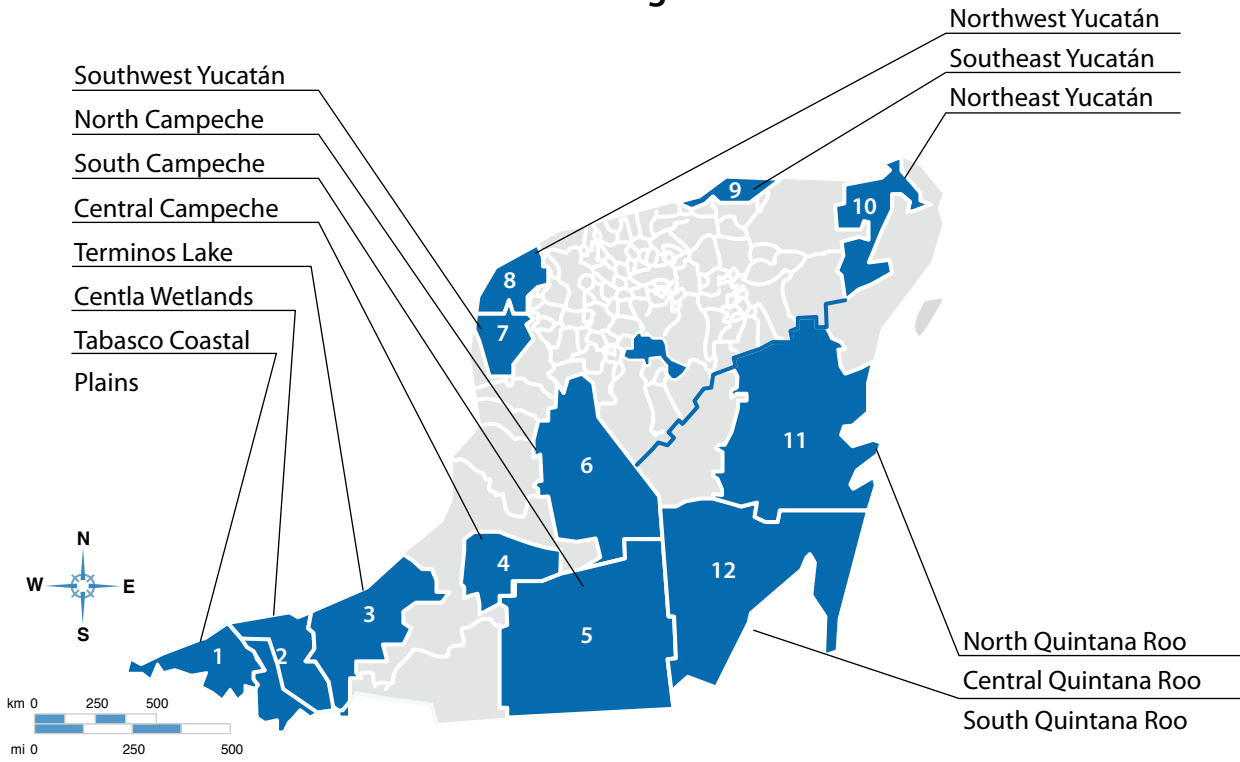 g
Northwest Yucatán
Southeast Yucatán
Northeast Yucatán
Southwest Yucatán
North Campeche
South Campeche
Central Campeche
Terminos Lake
Centla Wetlands
Tabasco Coastal
Plains
9
10
8
7
11
6
4
12
3
5
1
2
N
W
E
S
km 0 250 500
mi 0 250 500
North Quintana Roo
Central Quintana Roo
South Quintana Roo